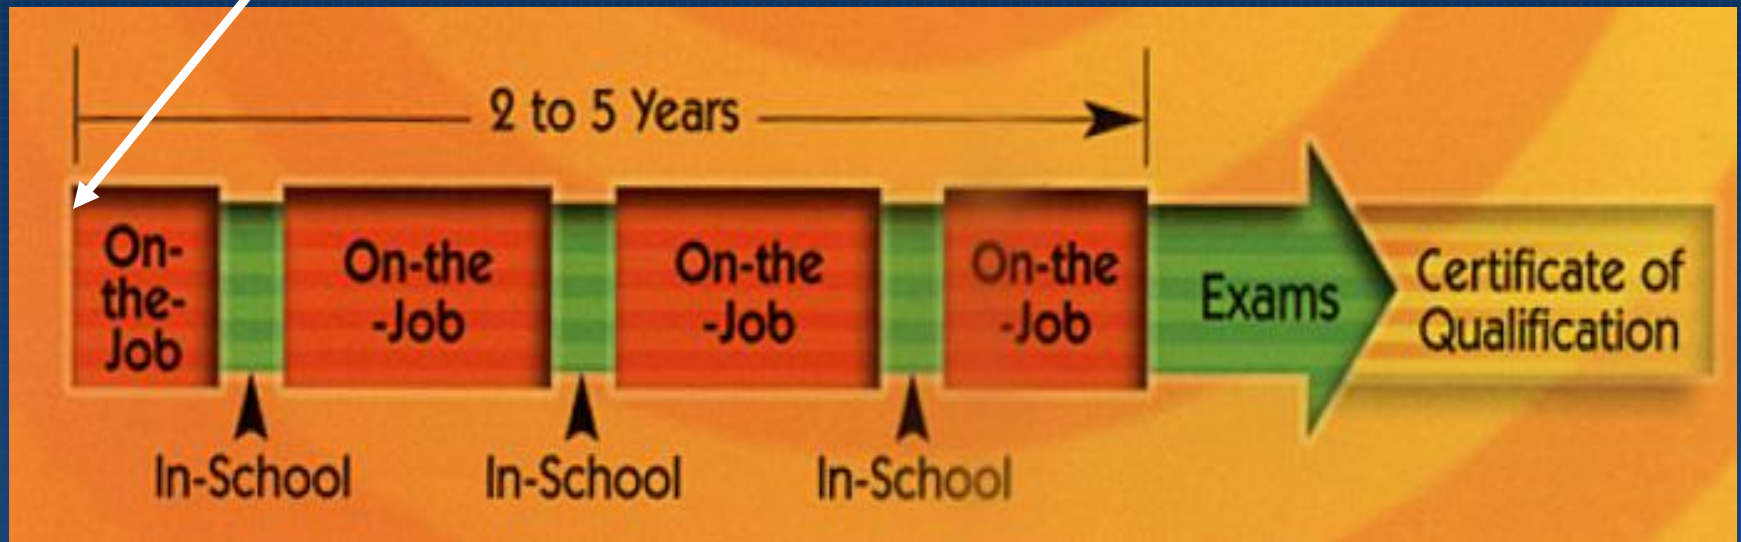 2 to 5 Years
On-
the-
Job
On-the
-Job
On-the
-Job
On-the
-Job
Exams
Certificate of
Qualification
In-School
In-School
In-School